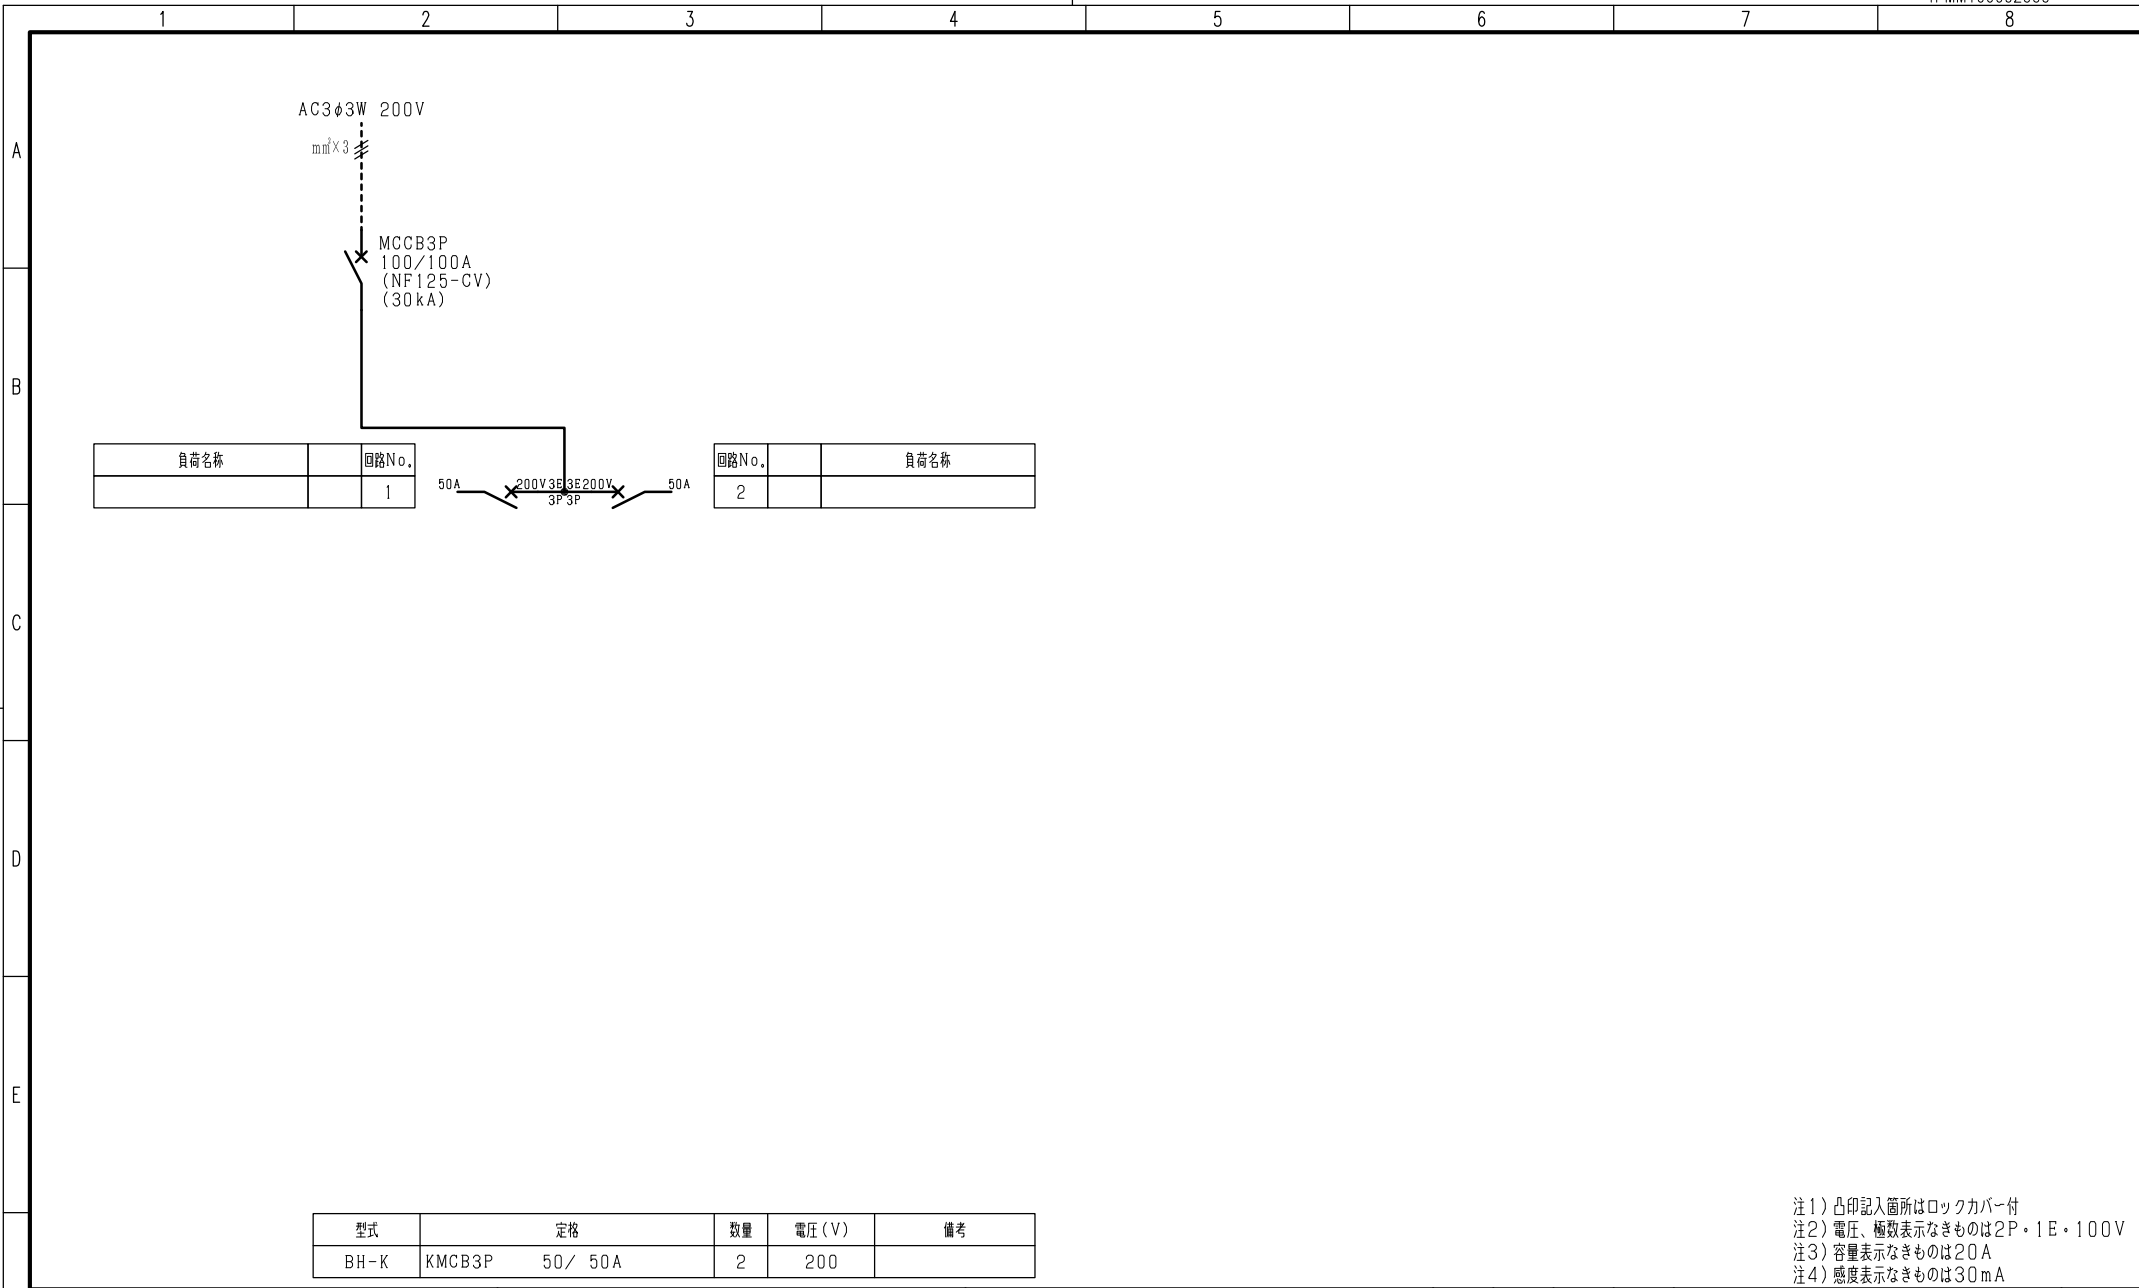 1 2 3 4 5 6 7 8
AC3φ3W 200V
A
mm²×3
MCCB3P
100/100A
(NF125-CV)
(30kA)
B
負荷名称 回路No. 回路No. 負荷名称
1 50A 200V 3E 3E 200V 50A 2
3P 3P
C
D
E
型式 定格 数量 電圧(V) 備考
BH-K KMCB3P 50/ 50A 2 200
注1) 凸印記入箇所はロックカバー付
注2) 電圧、極数表示なきものは2P・1E・100V
注3) 容量表示なきものは20A
注4) 感度表示なきものは30mA